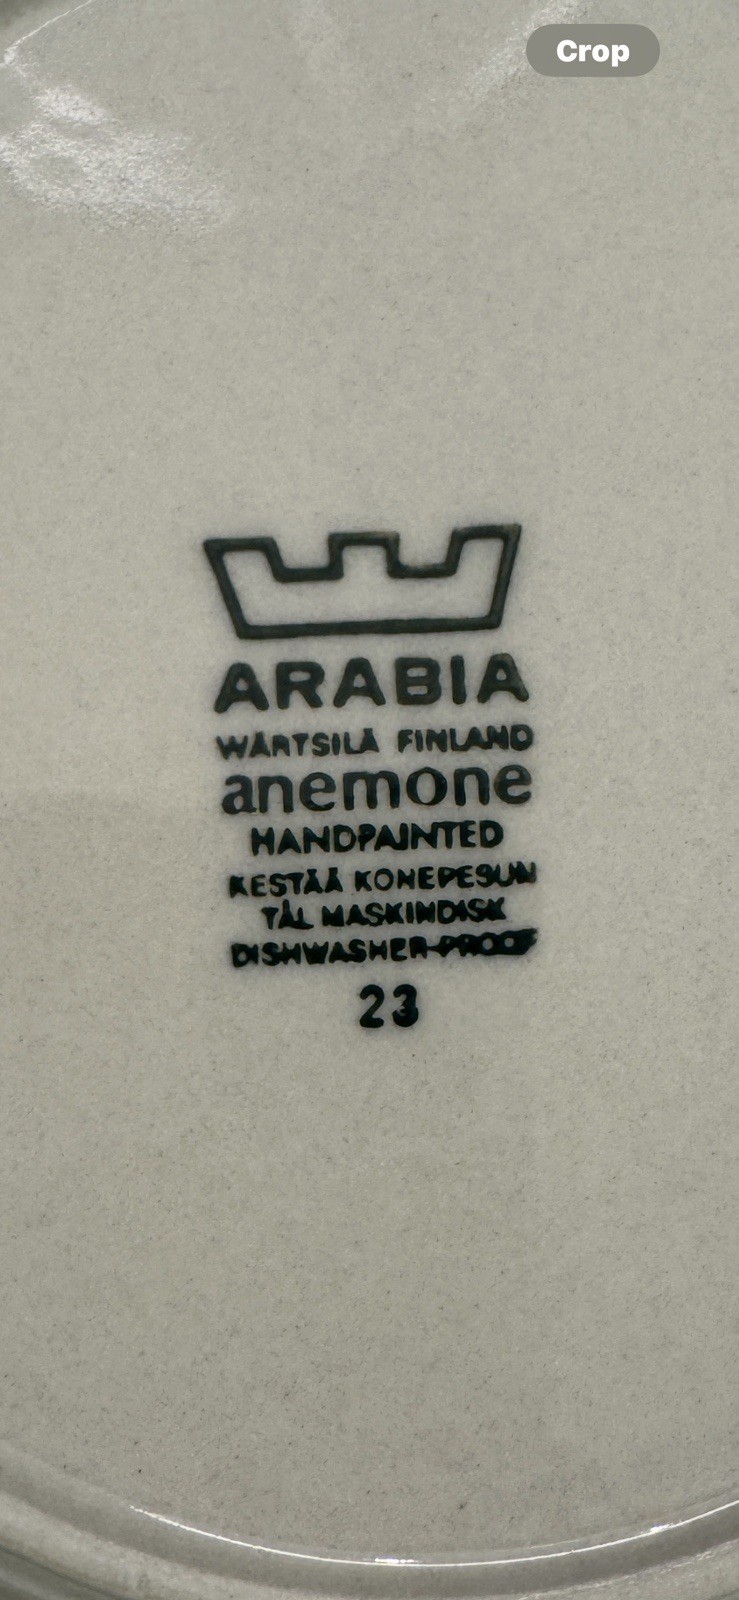 Crop
ARABIA
WÄRTSILÄ FINLAND
anemone
HANDPAINTED
KESTÄÄ KONEPESUN
TÅL MASKINDISK
DISHWASHER-PROOF
23